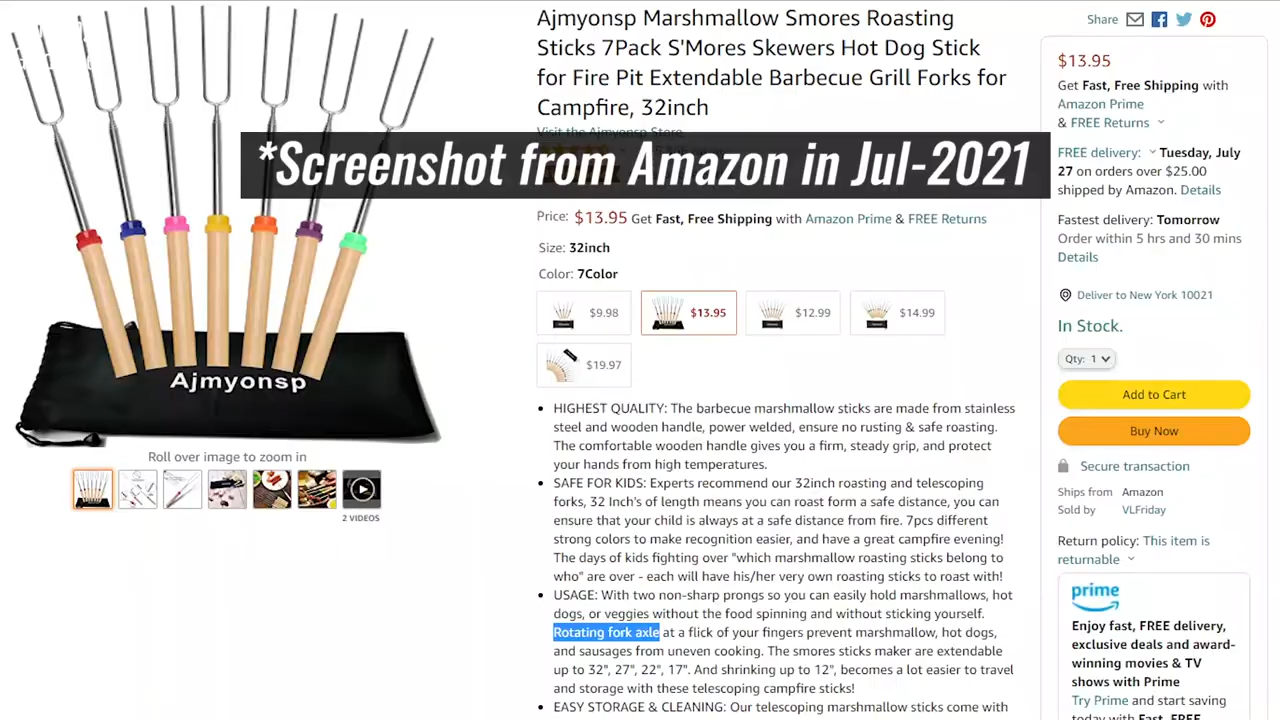 Ajmyonsp Marshmallow Smores Roasting
Sticks 7Pack S'Mores Skewers Hot Dog Stick
for Fire Pit Extendable Barbecue Grill Forks for
Campfire, 32inch
Visit the Ajmyonsp Store
*Screenshot from Amazon in Jul-2021
Price: $13.95 Get Fast, Free Shipping with Amazon Prime & FREE Returns
Size: 32inch
Color: 7Color
$9.98
$13.95
$12.99
$14.99
$19.97
Ajmyonsp
Roll over image to zoom in
2 VIDEOS
HIGHEST QUALITY: The barbecue marshmallow sticks are made from stainless
steel and wooden handle, power welded, ensure no rusting & safe roasting.
The comfortable wooden handle gives you a firm, steady grip, and protect
your hands from high temperatures.
SAFE FOR KIDS: Experts recommend our 32inch roasting and telescoping
forks, 32 Inch's of length means you can roast form a safe distance, you can
ensure that your child is always at a safe distance from fire. 7pcs different
strong colors to make recognition easier, and have a great campfire evening!
The days of kids fighting over "which marshmallow roasting sticks belong to
who" are over - each will have his/her very own roasting sticks to roast with!
USAGE: With two non-sharp prongs so you can easily hold marshmallows, hot
dogs, or veggies without the food spinning and without sticking yourself.
Rotating fork axle at a flick of your fingers prevent marshmallow, hot dogs,
and sausages from uneven cooking. The smores sticks maker are extendable
up to 32", 27", 22", 17". And shrinking up to 12", becomes a lot easier to travel
and storage with these telescoping campfire sticks!
EASY STORAGE & CLEANING: Our telescoping marshmallow sticks come with
Share
$13.95
Get Fast, Free Shipping with
Amazon Prime
& FREE Returns
FREE delivery: Tuesday, July
27 on orders over $25.00
shipped by Amazon. Details
Fastest delivery: Tomorrow
Order within 5 hrs and 30 mins
Details
Deliver to New York 10021
In Stock.
Qty: 1
Add to Cart
Buy Now
Secure transaction
Ships from Amazon
Sold by VLFriday
Return policy: This item is
returnable
prime
Enjoy fast, FREE delivery,
exclusive deals and award-
winning movies & TV
shows with Prime
Try Prime and start saving
today with Fast, FREE